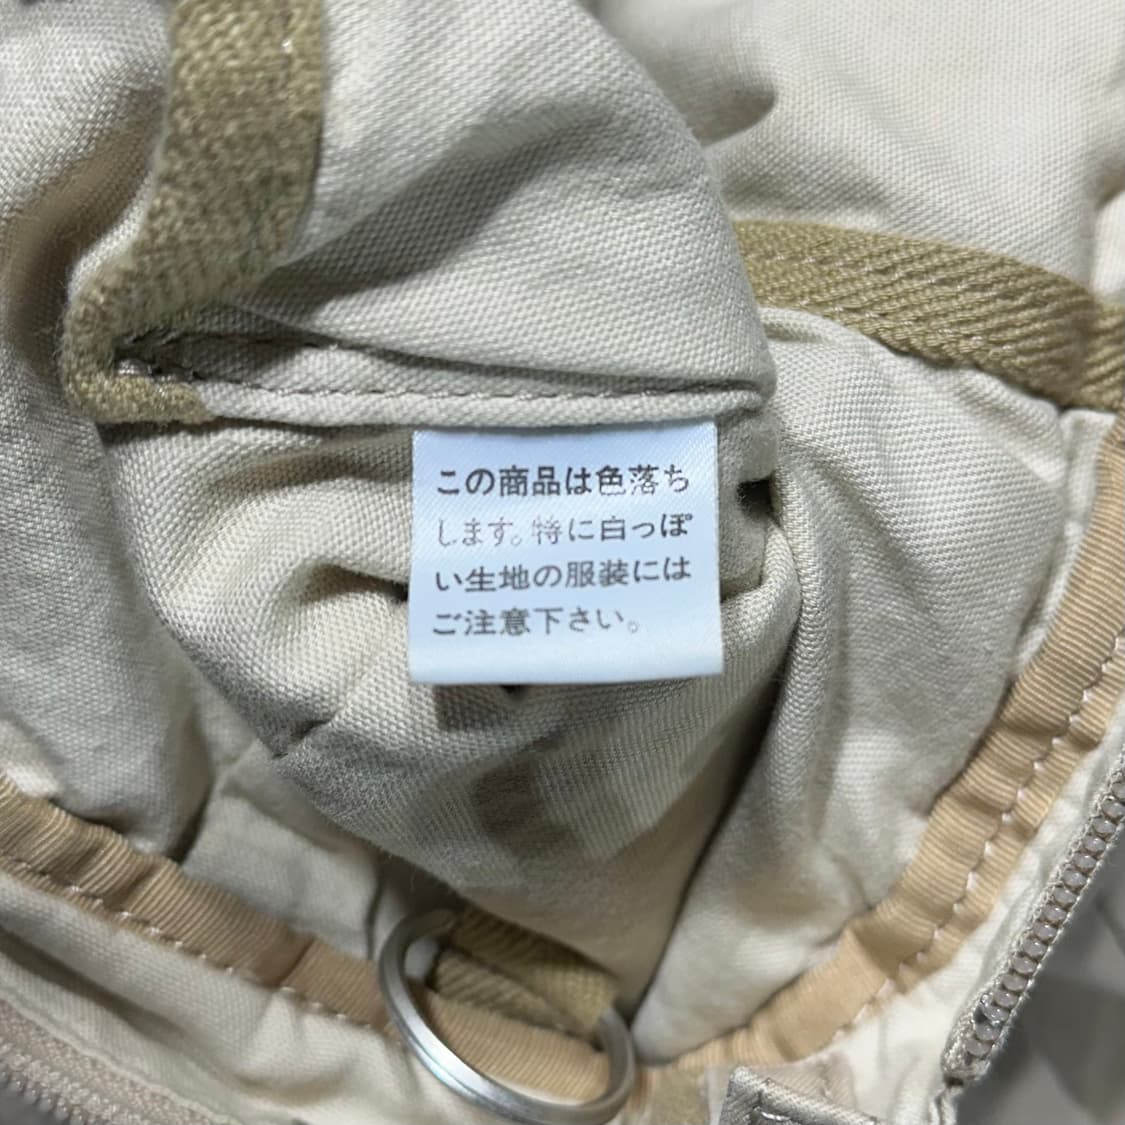 この商品は色落ち
します。特に白っぽ
い生地の服装には
ご注意下さい。